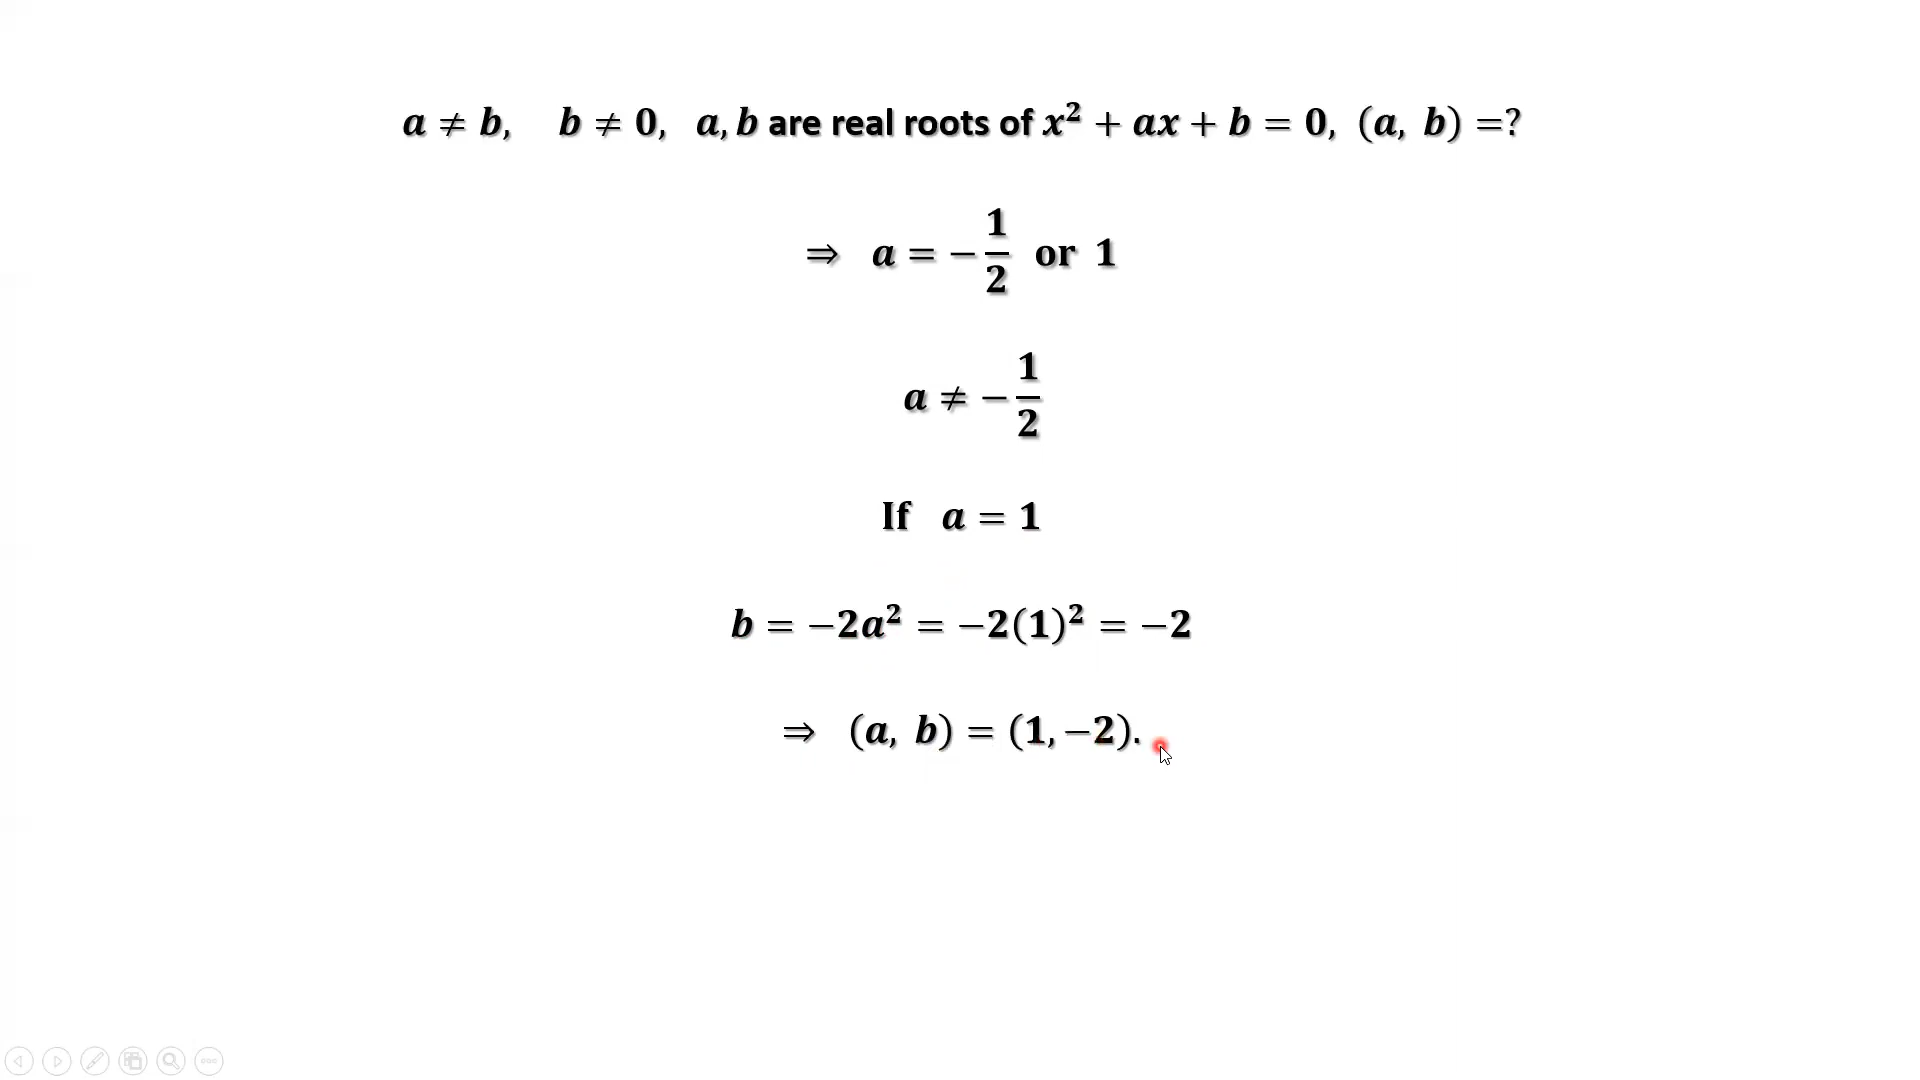 a ≠ b, b ≠ 0, a, b are real roots of x² + ax + b = 0, (a, b) =?
⇒ a = −1/2 or 1
a ≠ −1/2
If a = 1
b = −2a² = −2(1)² = −2
⇒ (a, b) = (1, −2).